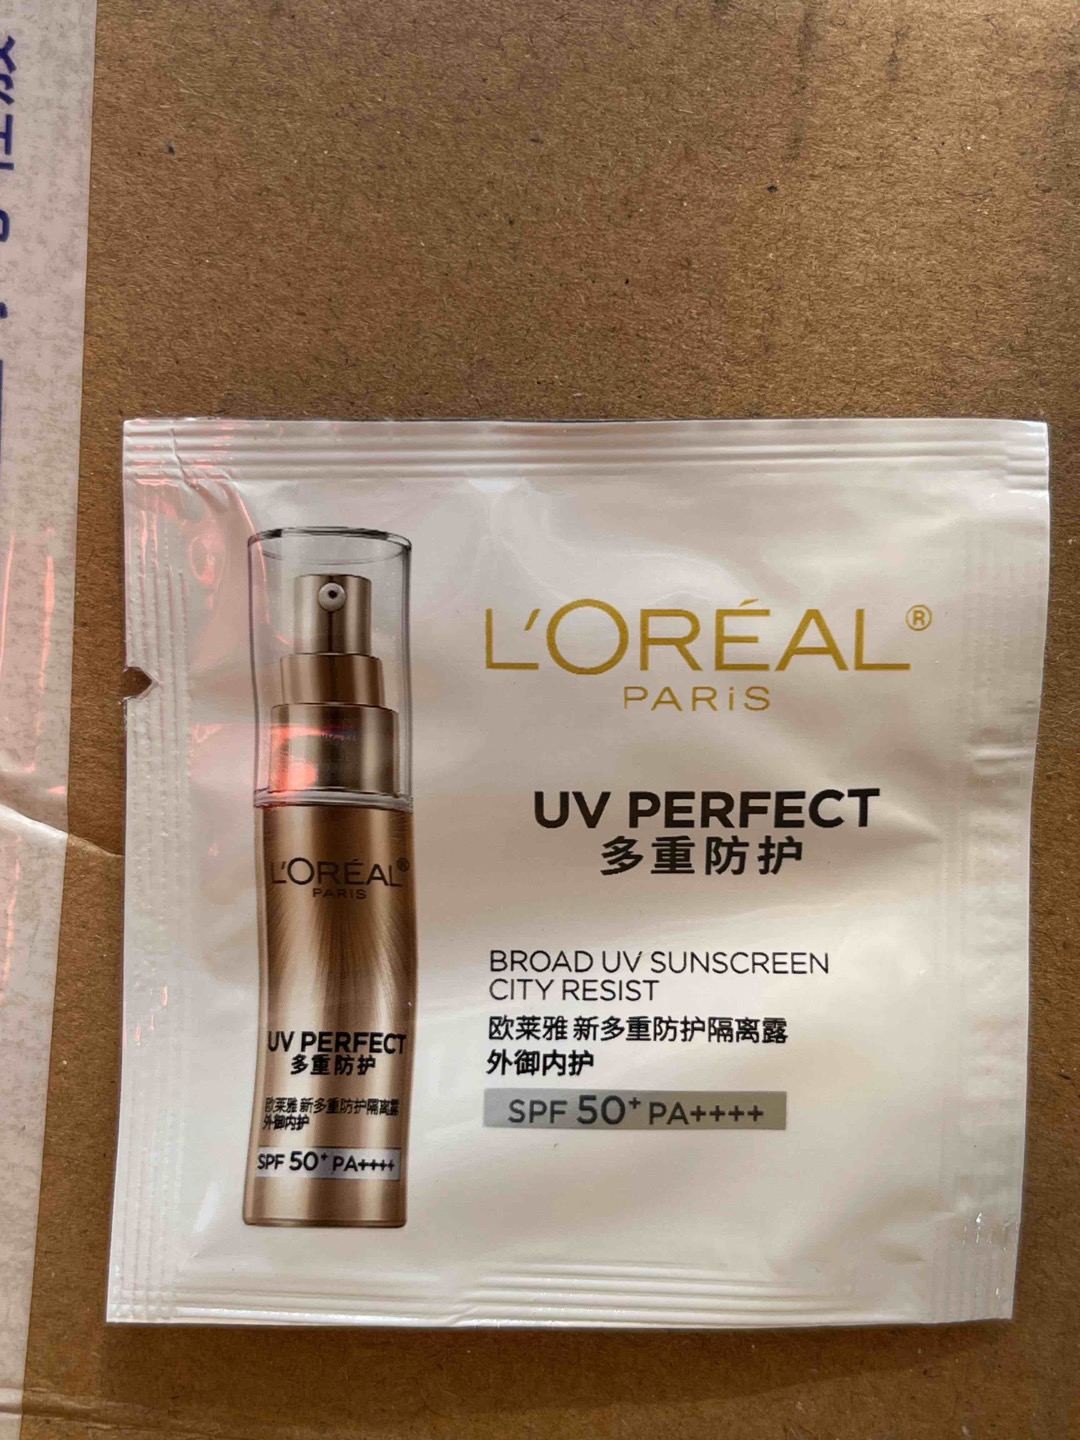 L'ORÉAL®
PARiS
UV PERFECT
多重防护
BROAD UV SUNSCREEN
CITY RESIST
欧莱雅 新多重防护隔离露
外御内护
SPF 50+ PA++++
L'ORÉAL®
PARIS
UV PERFECT
多重防护
欧莱雅 新多重防护隔离露
外御内护
SPF 50+ PA++++